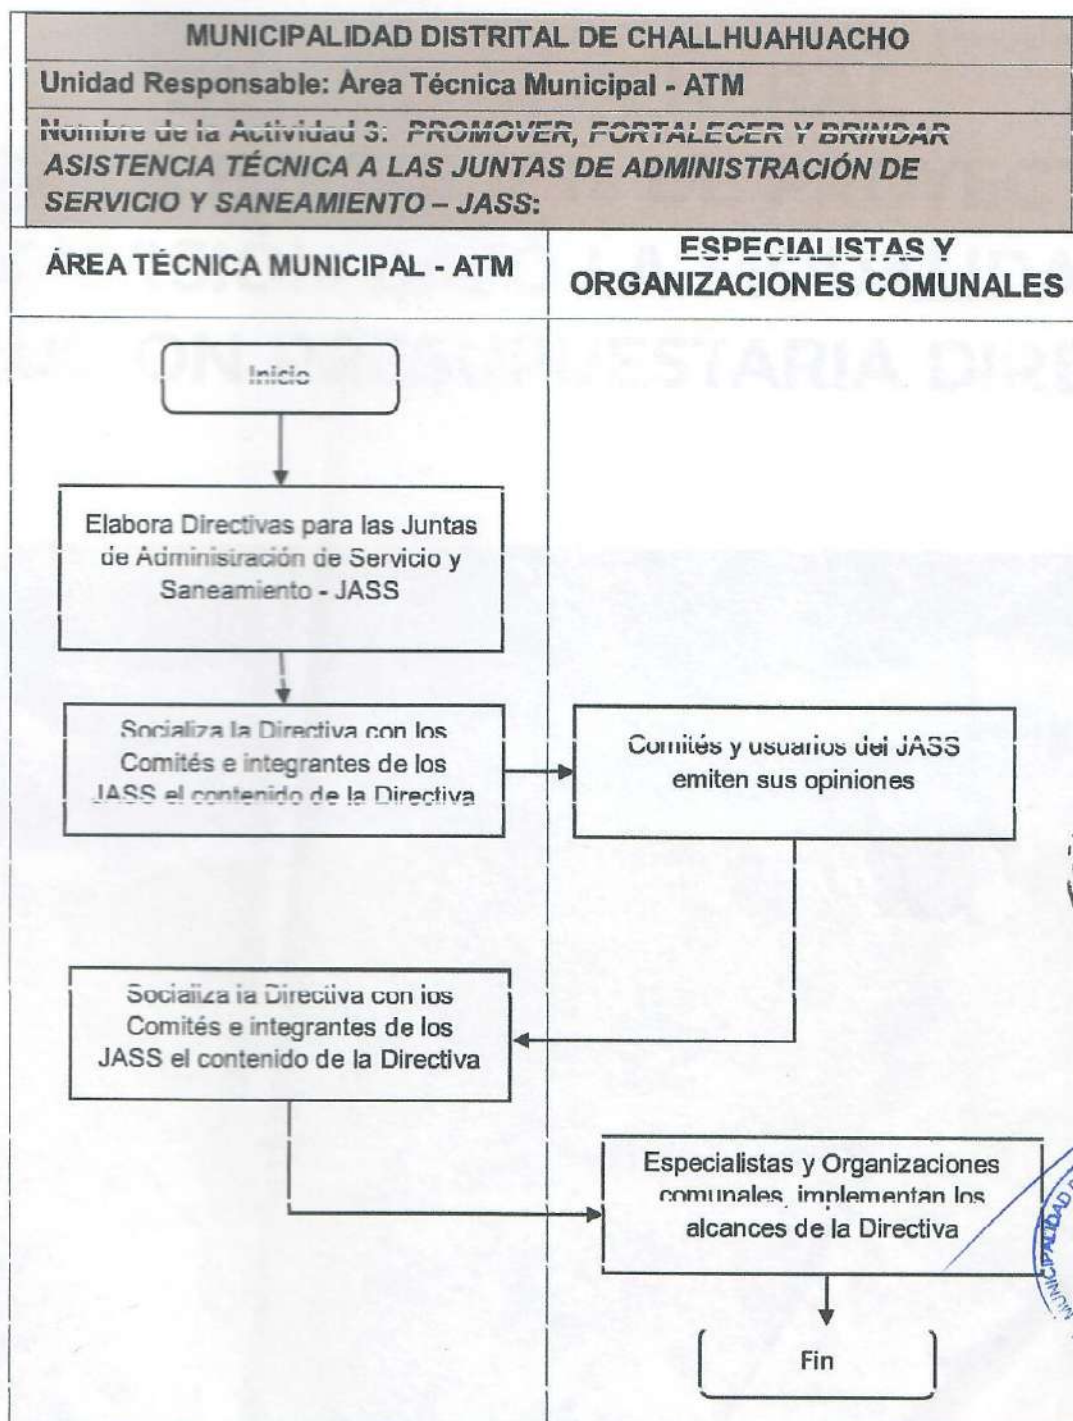 MUNICIPALIDAD DISTRITAL DE CHALLHUAHUACHO
Unidad Responsable: Área Técnica Municipal - ATM
Nombre de la Actividad 3: PROMOVER, FORTALECER Y BRINDAR
ASISTENCIA TÉCNICA A LAS JUNTAS DE ADMINISTRACIÓN DE
SERVICIO Y SANEAMIENTO – JASS:
ÁREA TÉCNICA MUNICIPAL - ATM
ESPECIALISTAS Y
ORGANIZACIONES COMUNALES
Inicio
Elabora Directivas para las Juntas
de Administración de Servicio y
Saneamiento - JASS
Socializa la Directiva con los
Comités e integrantes de los
JASS el contenido de la Directiva
Comités y usuarios del JASS
emiten sus opiniones
Socializa la Directiva con los
Comités e integrantes de los
JASS el contenido de la Directiva
Especialistas y Organizaciones
comunales, implementan los
alcances de la Directiva
MUNICIPALIDAD
Fin